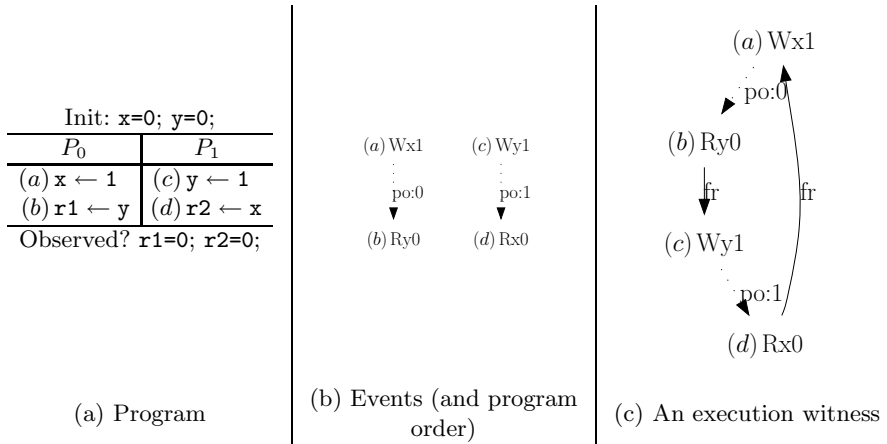 Init: x=0; y=0;
P0 P1
(a) x ← 1 (c) y ← 1
(b) r1 ← y (d) r2 ← x
Observed? r1=0; r2=0;
(a) Program
(a) Wx1 (c) Wy1
po:0 po:1
(b) Ry0 (d) Rx0
(b) Events (and program
order)
(a) Wx1
po:0
(b) Ry0
fr fr
(c) Wy1
po:1
(d) Rx0
(c) An execution witness